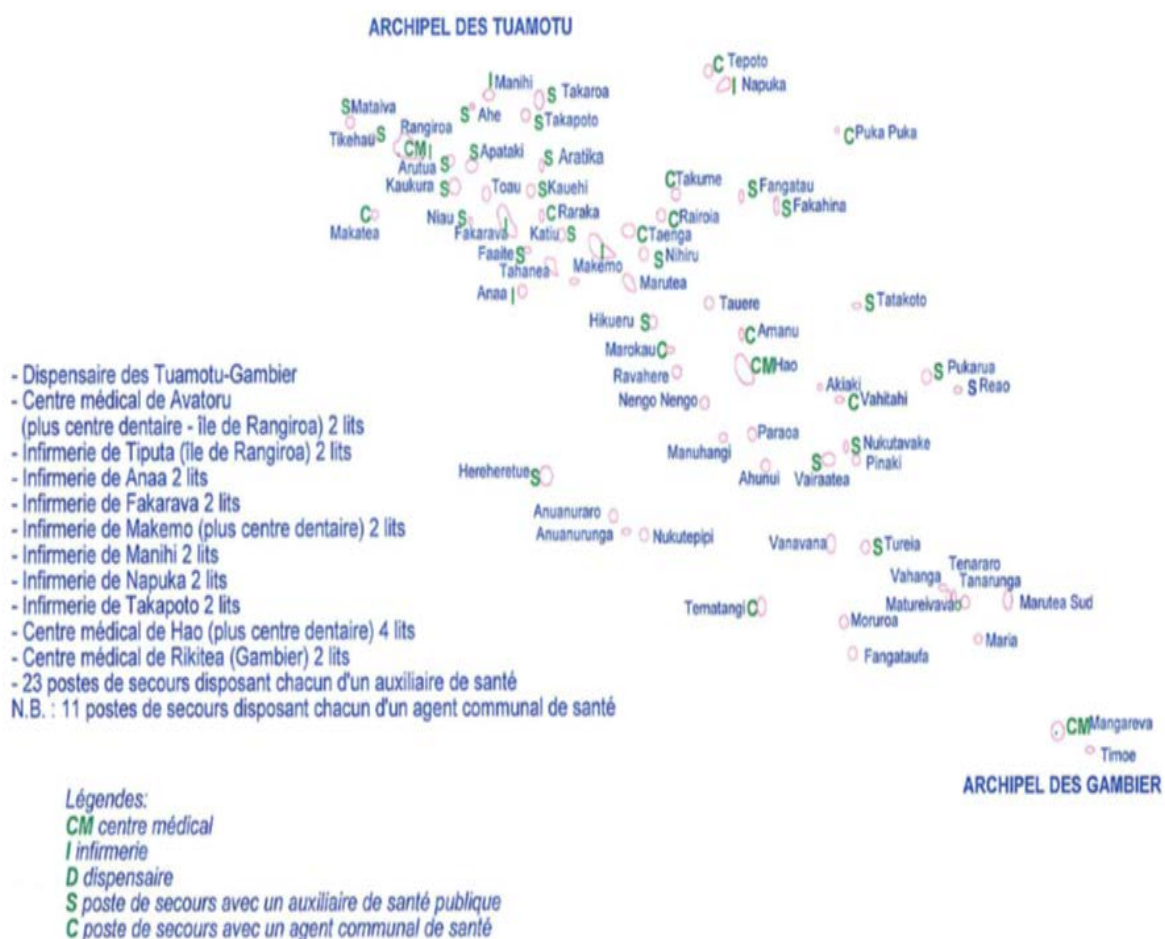 ARCHIPEL DES TUAMOTU
C Tepoto
I Napuka
I Manihi
S Takaroa
S Mataiva
S Ahe
S Takapoto
C Puka Puka
Tikehau S
Rangiroa
CM I
S Apataki
S Aratika
Arutua S
Kaukura S
Toau
S Kauehi
C Takume
S Fangatau
S Fakahina
C
Makatea
Niau S
Fakarava I
C Raraka
Katiu S
C Rairoia
C Taenga
Faaite S
Makemo I
S Nihiru
Tahanea
Marutea
Anaa I
Tauere
S Tatakoto
Hikueru S
C Amanu
Marokau C
CM Hao
Ravahere
S Pukarua
Akiaki
S Reao
Nengo Nengo
C Vahitahi
Manuhangi
Paraoa
S Nukutavake
Pinaki
Ahunui
S
Vairaatea
Hereheretue S
Anuanuraro
Anuanurunga
Nukutepipi
Vanavana
S Tureia
Tenararo
Vahanga
Tanarunga
Matureivavao
Marutea Sud
Tematangi C
Moruroa
Maria
Fangataufa
CM Mangareva
Timoe
ARCHIPEL DES GAMBIER
- Dispensaire des Tuamotu-Gambier
- Centre médical de Avatoru
(plus centre dentaire - île de Rangiroa) 2 lits
- Infirmerie de Tiputa (île de Rangiroa) 2 lits
- Infirmerie de Anaa 2 lits
- Infirmerie de Fakarava 2 lits
- Infirmerie de Makemo (plus centre dentaire) 2 lits
- Infirmerie de Manihi 2 lits
- Infirmerie de Napuka 2 lits
- Infirmerie de Takapoto 2 lits
- Centre médical de Hao (plus centre dentaire) 4 lits
- Centre médical de Rikitea (Gambier) 2 lits
- 23 postes de secours disposant chacun d'un auxiliaire de santé
N.B. : 11 postes de secours disposant chacun d'un agent communal de santé
Légendes:
CM centre médical
I infirmerie
D dispensaire
S poste de secours avec un auxiliaire de santé publique
C poste de secours avec un agent communal de santé